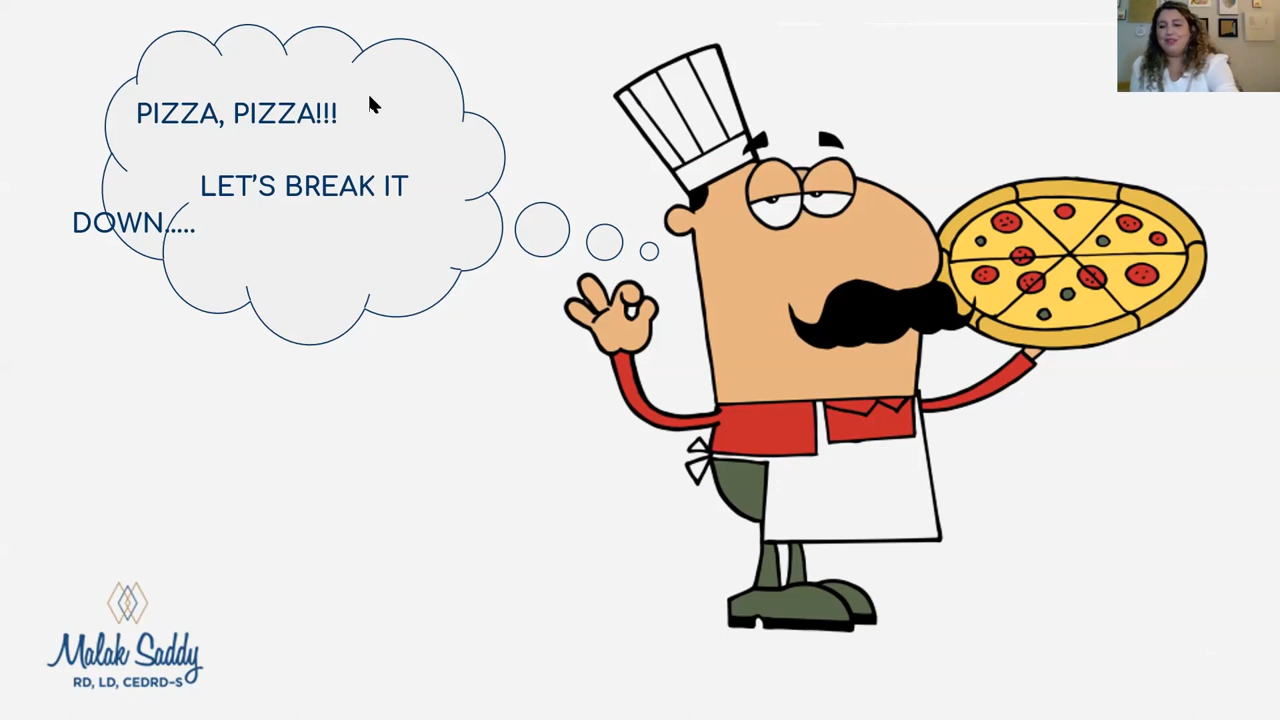 PIZZA, PIZZA!!!
LET'S BREAK IT
DOWN.....
Malak Saddy
RD, LD, CEDRD-S